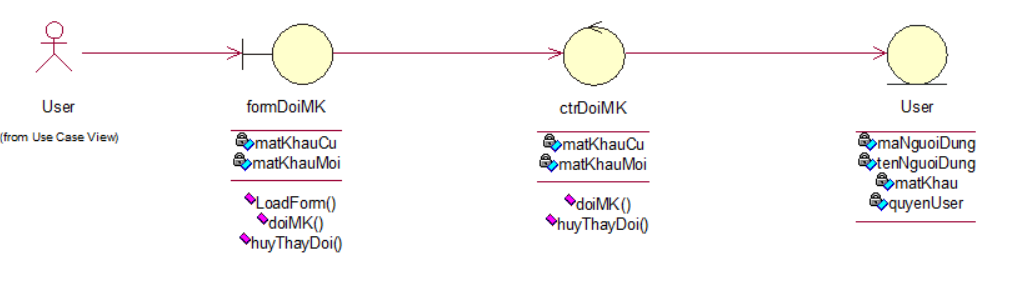 User
(from Use Case View)
formDoiMK
matKhauCu
matKhauMoi
LoadForm()
doiMK()
huyThayDoi()
ctrDoiMK
matKhauCu
matKhauMoi
doiMK()
huyThayDoi()
User
maNguoiDung
tenNguoiDung
matKhau
quyenUser